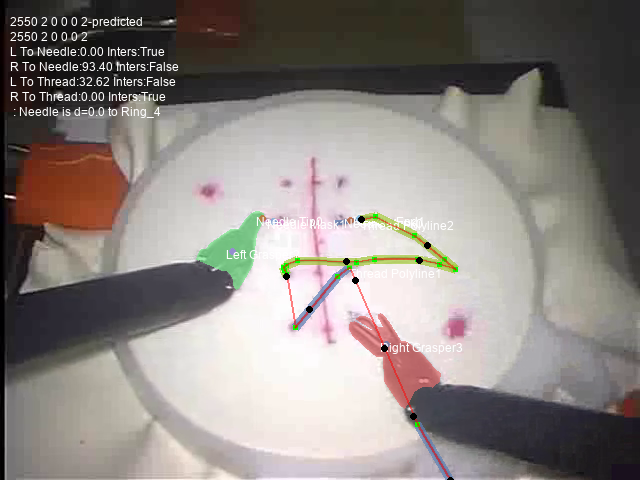 2550 2 0 0 0 2-predicted
2550 2 0 0 0 2
L To Needle:0.00 Inters:True
R To Needle:93.40 Inters:False
L To Thread:32.62 Inters:False
R To Thread:0.00 Inters:True
: Needle is d=0.0 to Ring_4
Thread Polyline2
Thread Polyline1
Right Grasper3